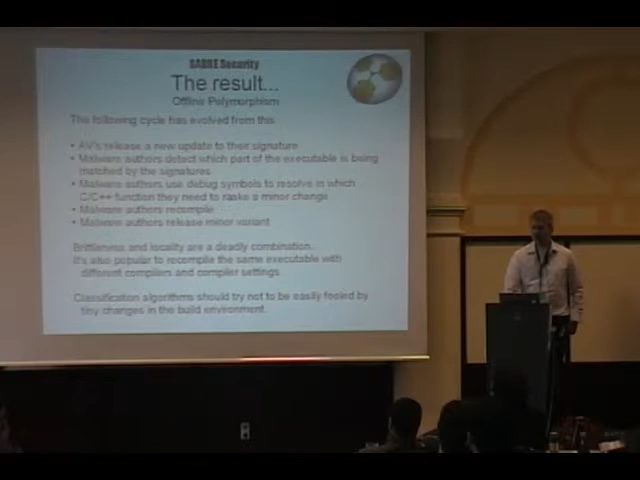 SABRE Security
The result...
Offline Polymorphism
The following cycle has evolved from this
• AV's release a new update to their signature
• Malware authors detect which part of the executable is being
matched by the signatures
• Malware authors use debug symbols to resolve in which
C/C++ function they need to make a minor change
• Malware authors recompile
• Malware authors release minor variant
Brittleness and locality are a deadly combination.
It's also popular to recompile the same executable with
different compilers and compiler settings
Classification algorithms should try not to be easily fooled by
tiny changes in the build environment.